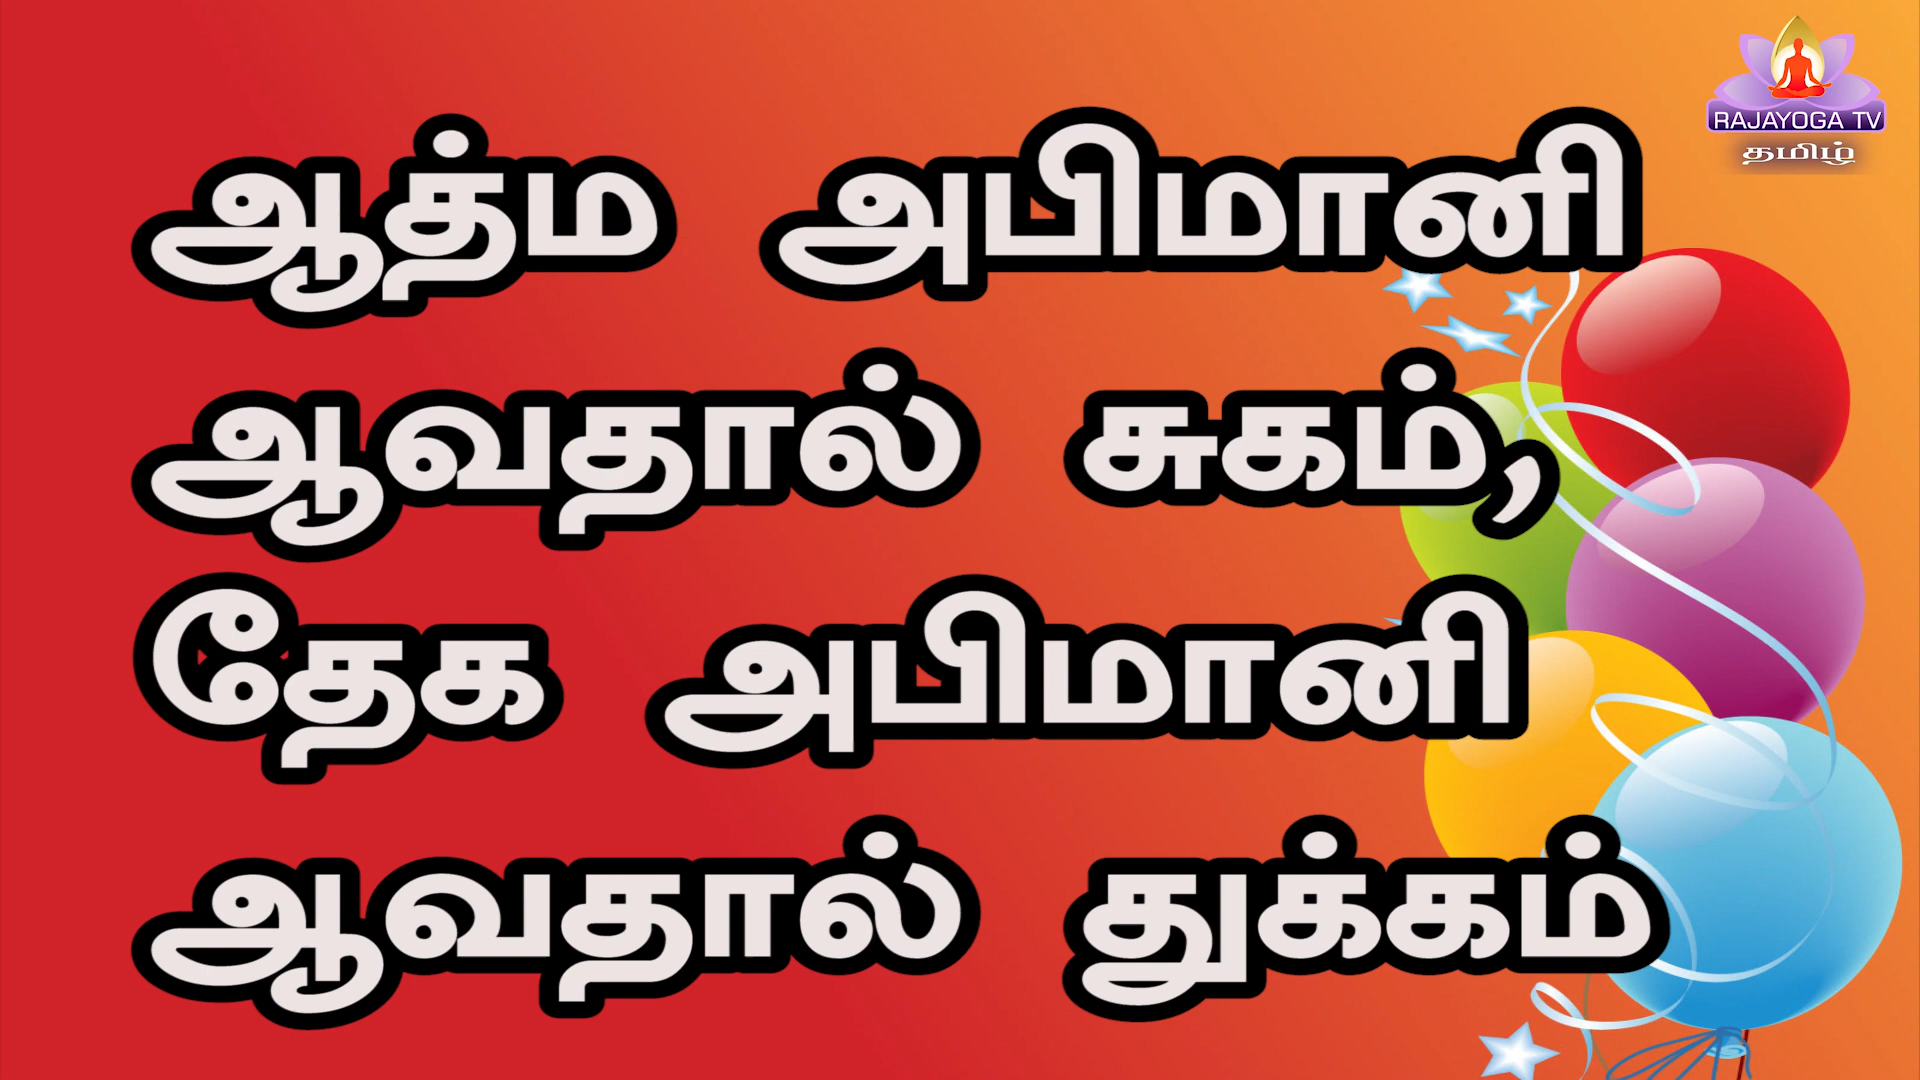 RAJAYOGA TV
தமிழ்
ஆத்ம அபிமானி
ஆவதால் சுகம்,
தேக அபிமானி
ஆவதால் துக்கம்